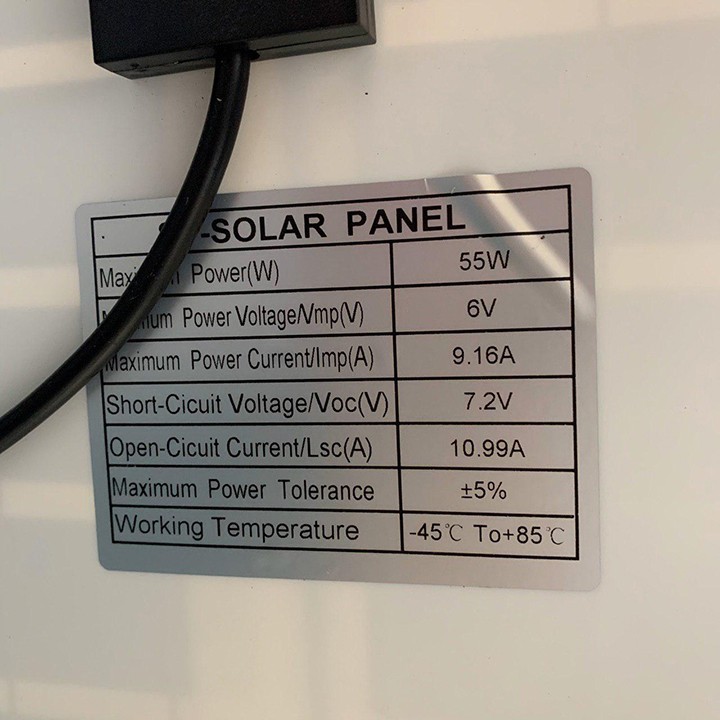 -SOLAR PANEL
Power(W) 55W
Power Voltage/Vmp(V) 6V
Maximum Power Current/Imp(A) 9.16A
Short-Cicuit Voltage/Voc(V) 7.2V
Open-Cicuit Current/Lsc(A) 10.99A
Maximum Power Tolerance ±5%
Working Temperature -45℃ To+85℃